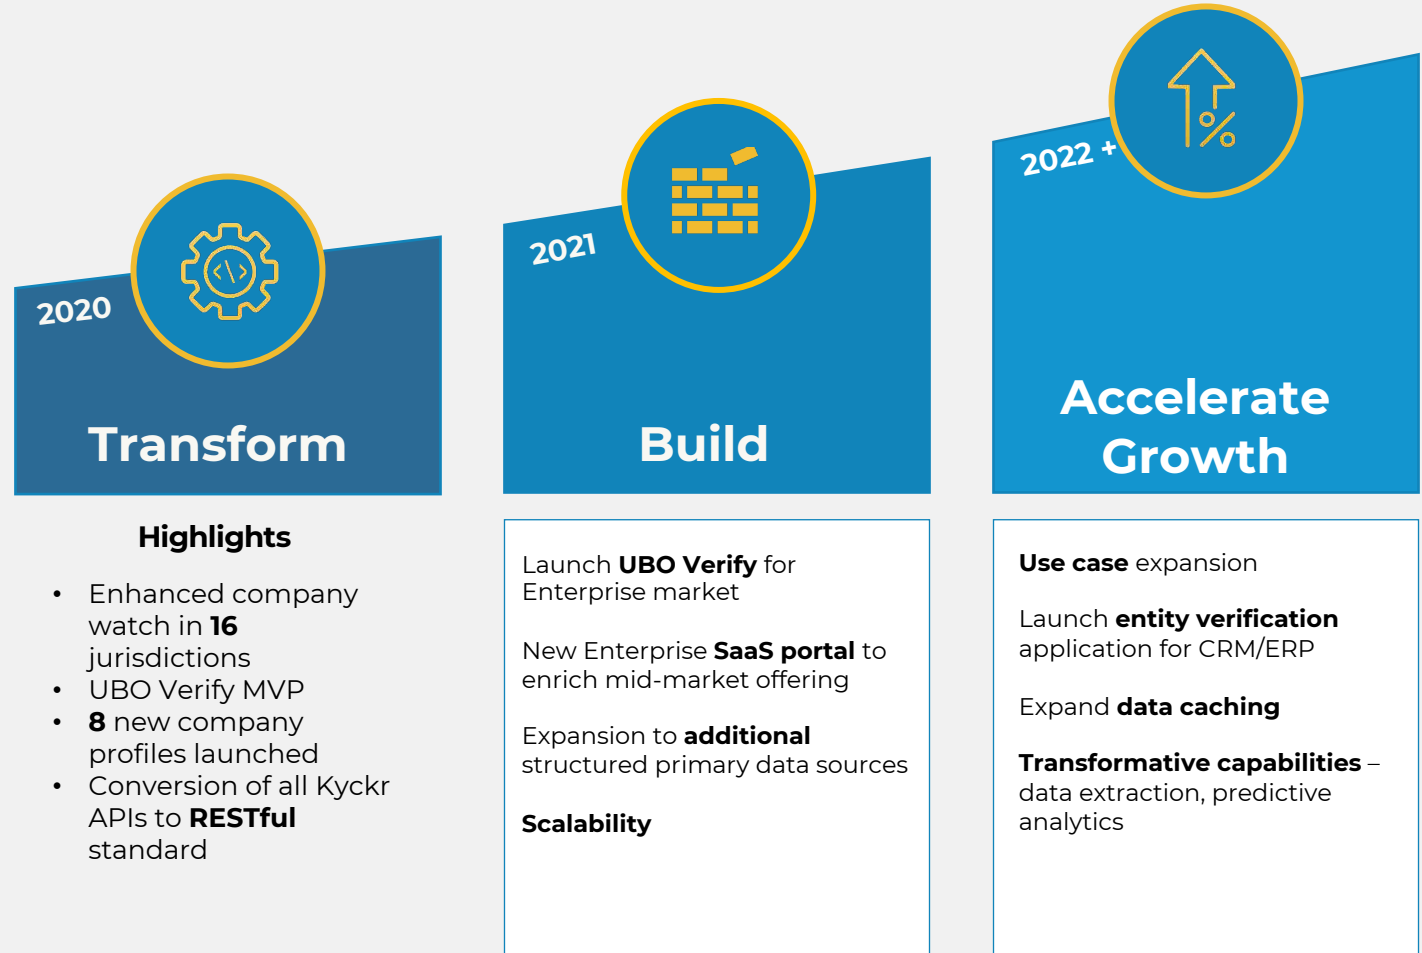 2020
Transform
Highlights
• Enhanced company
watch in 16
jurisdictions
• UBO Verify MVP
• 8 new company
profiles launched
• Conversion of all Kyckr
APIs to RESTful
standard
2021
Build
Launch UBO Verify for
Enterprise market
New Enterprise SaaS portal to
enrich mid-market offering
Expansion to additional
structured primary data sources
Scalability
2022 +
%
Accelerate
Growth
Use case expansion
Launch entity verification
application for CRM/ERP
Expand data caching
Transformative capabilities –
data extraction, predictive
analytics